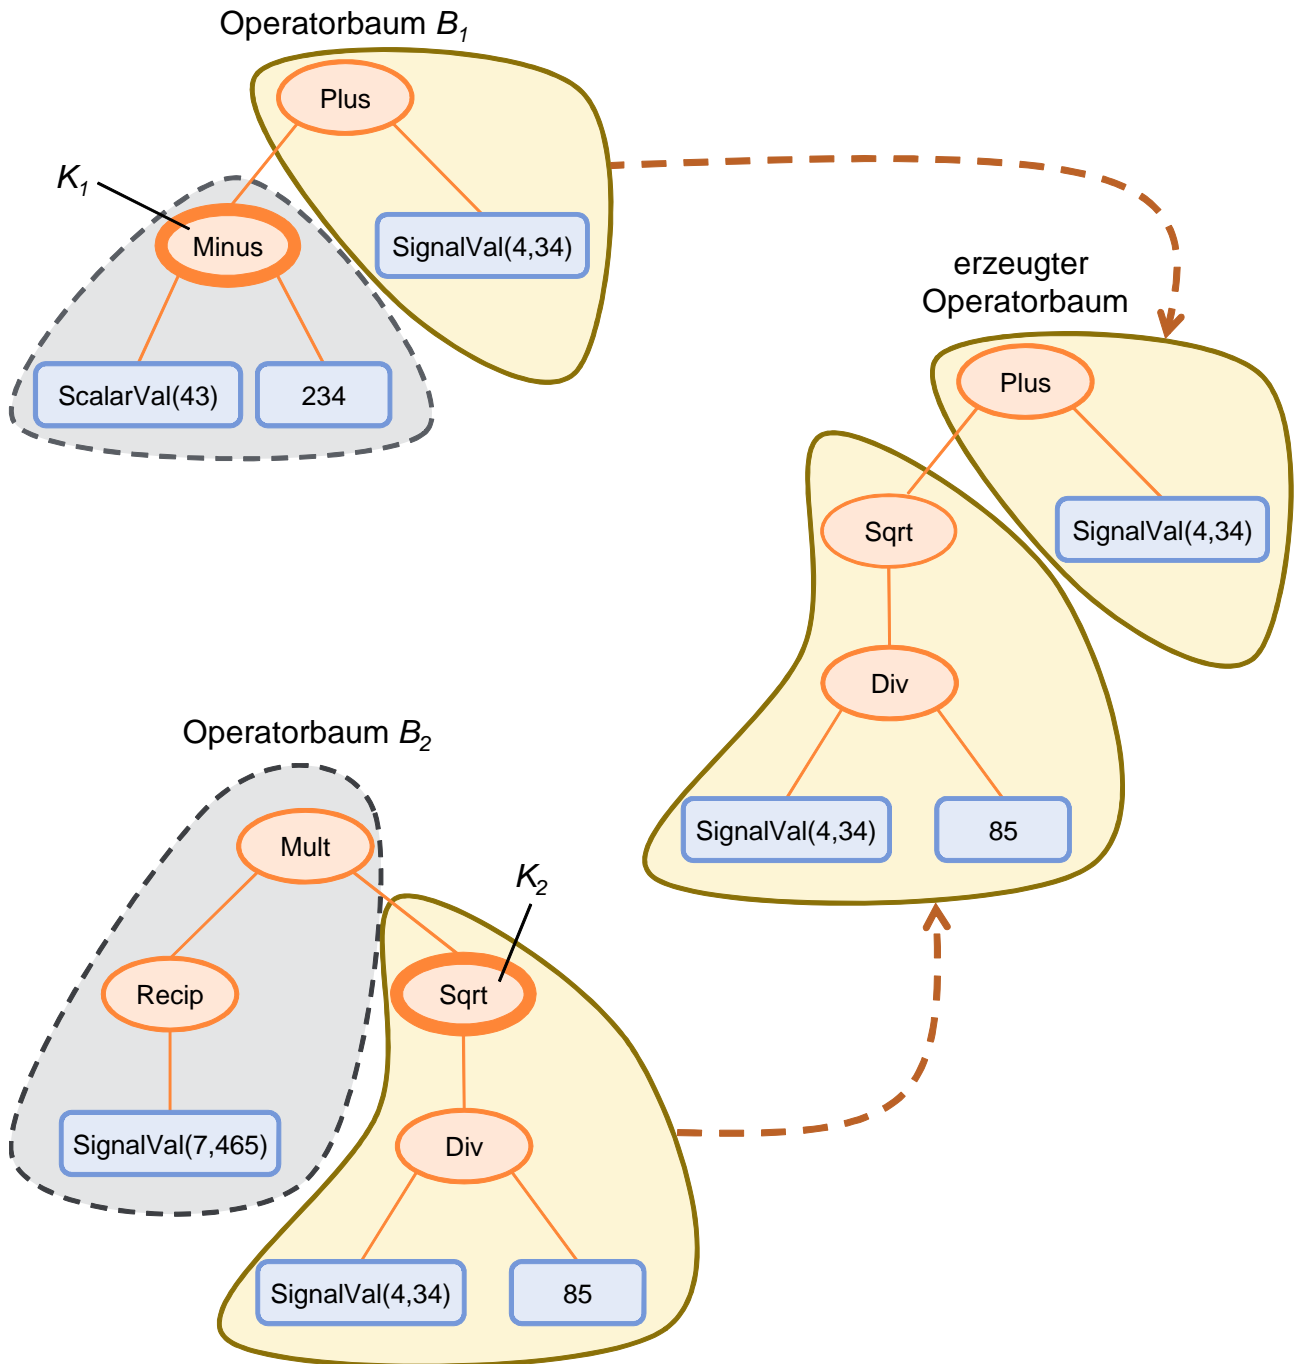 Operatorbaum B1
Plus
K1
Minus
SignalVal(4,34)
ScalarVal(43)
234
erzeugter
Operatorbaum
Plus
Sqrt
SignalVal(4,34)
Div
SignalVal(4,34)
85
Operatorbaum B2
Mult
K2
Recip
Sqrt
SignalVal(7,465)
Div
SignalVal(4,34)
85